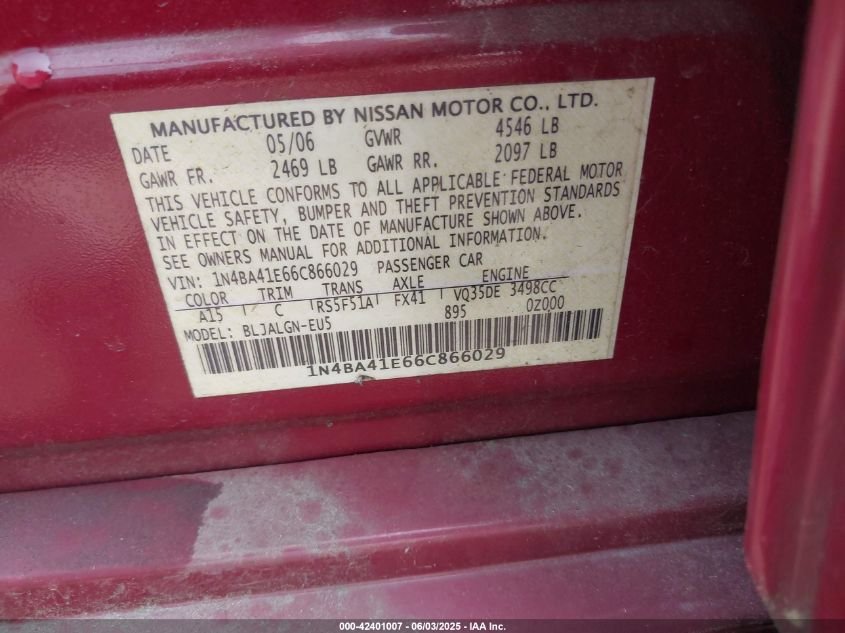 MANUFACTURED BY NISSAN MOTOR CO., LTD.
DATE 05/06 GVWR 4546 LB
GAWR FR. 2469 LB GAWR RR. 2097 LB
THIS VEHICLE CONFORMS TO ALL APPLICABLE FEDERAL MOTOR
VEHICLE SAFETY, BUMPER AND THEFT PREVENTION STANDARDS
IN EFFECT ON THE DATE OF MANUFACTURE SHOWN ABOVE.
SEE OWNERS MANUAL FOR ADDITIONAL INFORMATION.
VIN: 1N4BA41E66C866029 PASSENGER CAR
COLOR TRIM TRANS AXLE ENGINE
A15 C RS5F51A FX41 VQ35DE 3498CC
MODEL: BLJALGN-EU5 895 0Z000
1N4BA41E66C866029
000-42401007 - 06/03/2025 - IAA Inc.